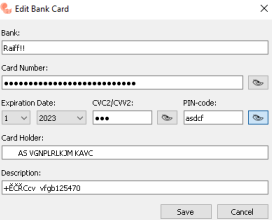 Edit Bank Card
Bank:
Raiff!!
Card Number:
••••••••••••••••••••••••••••
Expiration Date: CVC2/CVV2: PIN-code:
1 2023 ••• asdcf
Card Holder:
AS VGNPLRLKJM KAVC
Description:
+ĚČŘCcv vfgb125470
Save Cancel